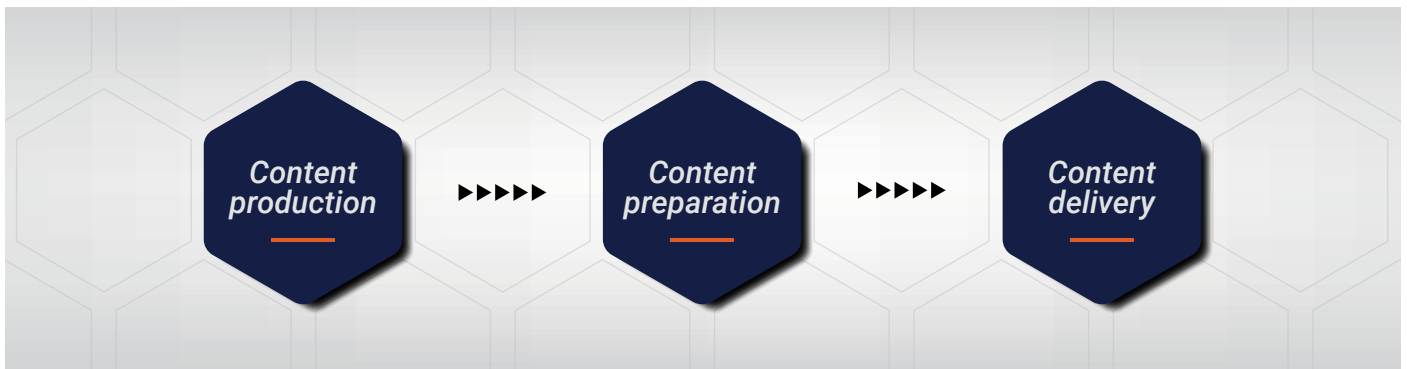 Content
production
Content
preparation
Content
delivery